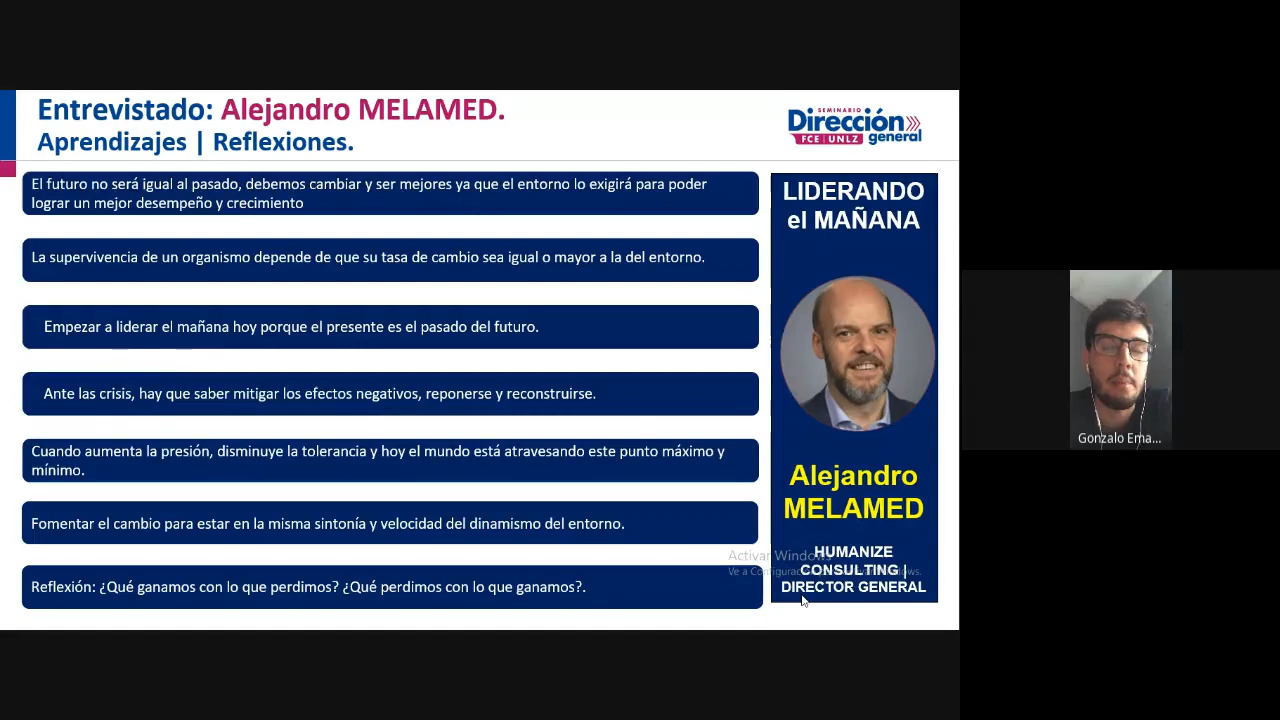 Entrevistado: Alejandro MELAMED.
Aprendizajes | Reflexiones.
SEMINARIO
Dirección
FCE | UNLZ general
El futuro no será igual al pasado, debemos cambiar y ser mejores ya que el entorno lo exigirá para poder
lograr un mejor desempeño y crecimiento
La supervivencia de un organismo depende de que su tasa de cambio sea igual o mayor a la del entorno.
Empezar a liderar el mañana hoy porque el presente es el pasado del futuro.
Ante las crisis, hay que saber mitigar los efectos negativos, reponerse y reconstruirse.
Cuando aumenta la presión, disminuye la tolerancia y hoy el mundo está atravesando este punto máximo y
mínimo.
Fomentar el cambio para estar en la misma sintonía y velocidad del dinamismo del entorno.
Reflexión: ¿Qué ganamos con lo que perdimos? ¿Qué perdimos con lo que ganamos?.
LIDERANDO
el MAÑANA
Alejandro
MELAMED
HUMANIZE
CONSULTING |
DIRECTOR GENERAL
Activar Windows
Ve a
Gonzalo Ema...